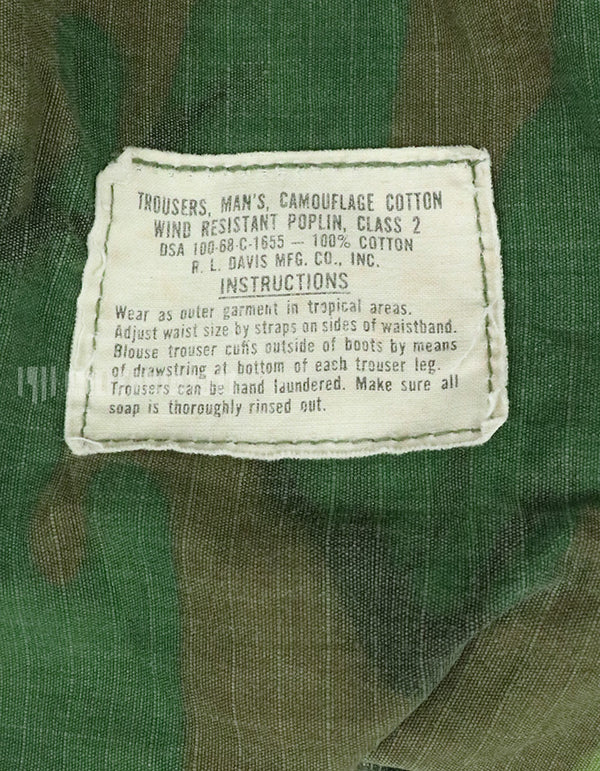 TROUSERS, MAN'S, CAMOUFLAGE COTTON
WIND RESISTANT POPLIN, CLASS 2
DSA 100-68-C-1655 — 100% COTTON
R. L. DAVIS MFG. CO., INC.
INSTRUCTIONS
Wear as outer garment in tropical areas.
Adjust waist size by straps on sides of waistband.
Blouse trouser cuffs outside of boots by means
of drawstring at bottom of each trouser leg.
Trousers can be hand laundered. Make sure all
soap is thoroughly rinsed out.